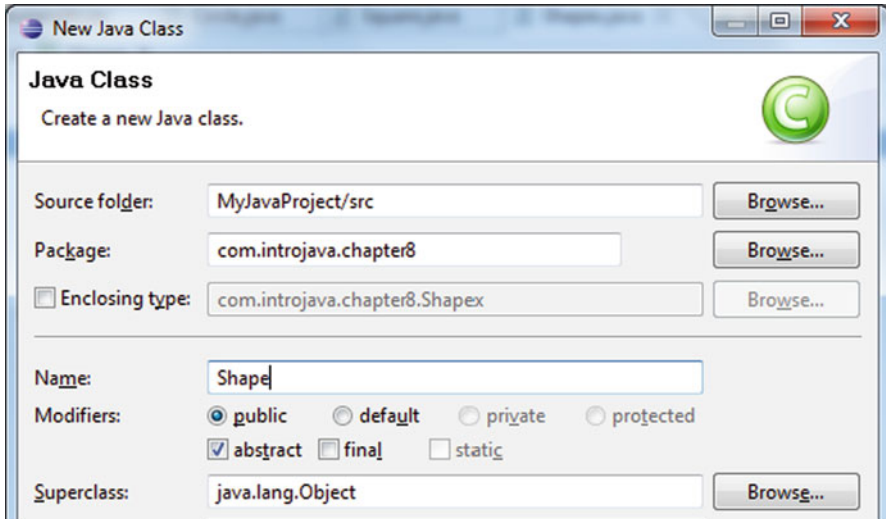 New Java Class
Java Class
Create a new Java class.
Source folder: MyJavaProject/src Browse...
Package: com.introjava.chapter8 Browse...
Enclosing type: com.introjava.chapter8.Shapex Browse...
Name: Shape
Modifiers: public default private protected
abstract final static
Superclass: java.lang.Object Browse...